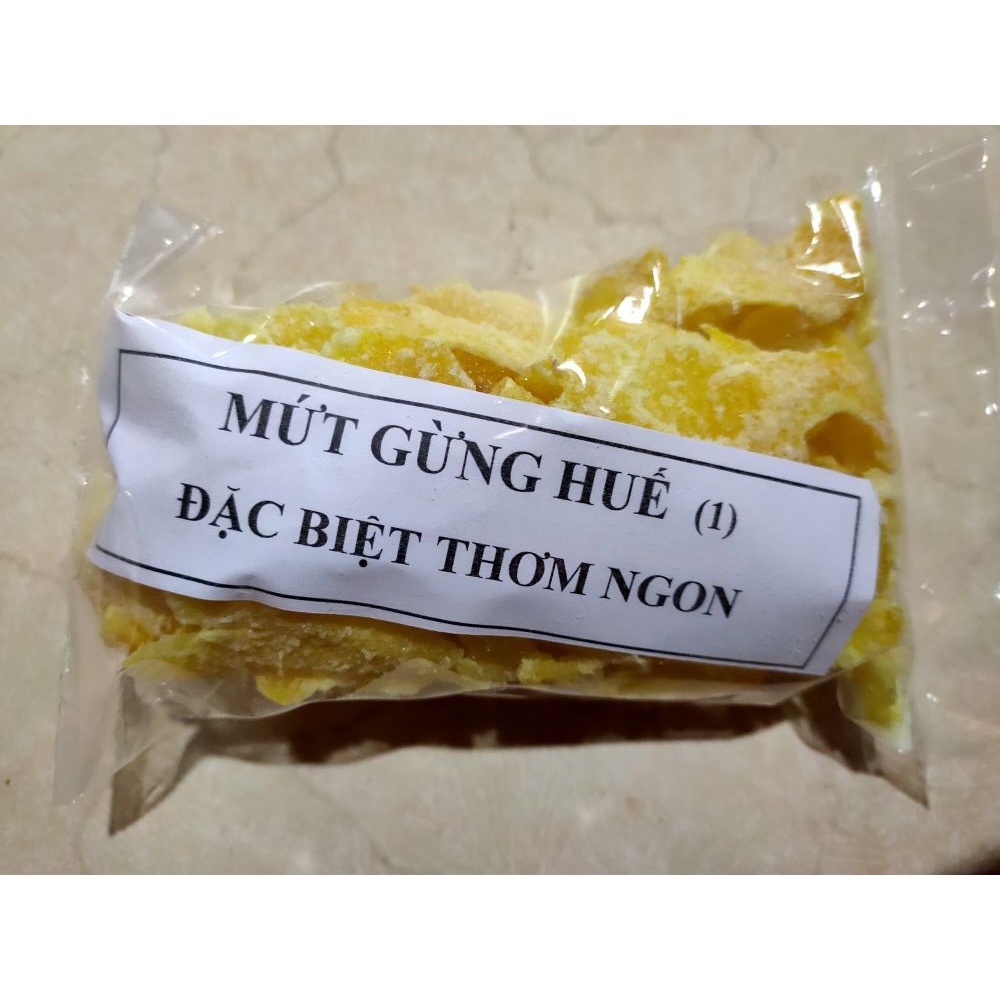 MỨT GỪNG HUẾ (1)
ĐẶC BIỆT THƠM NGON